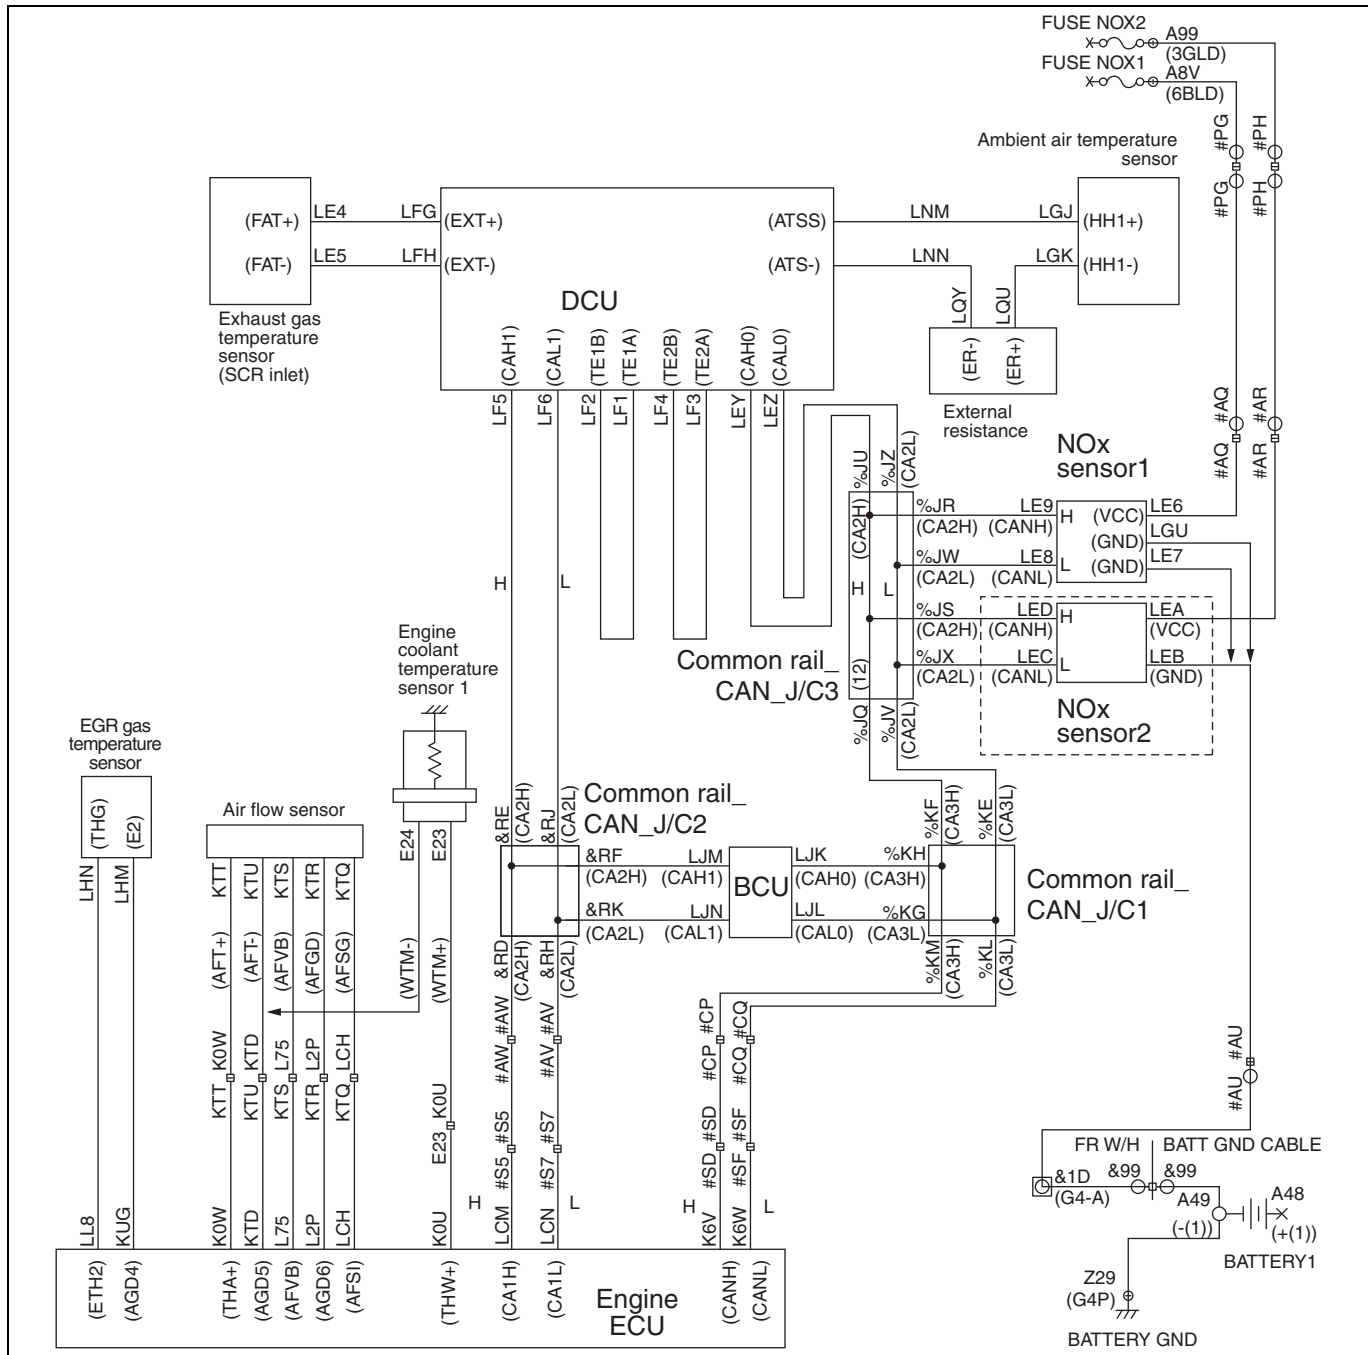 FUSE NOX2
A99
(3GLD)
FUSE NOX1
A8V
(6BLD)
#PG
#PH
#PG
#PH
Ambient air temperature
sensor
(FAT+)
LE4
LFG
(EXT+)
(ATSS)
LNM
LGJ
(HH1+)
(FAT-)
LE5
LFH
(EXT-)
(ATS-)
LNN
LGK
(HH1-)
DCU
Exhaust gas
temperature
sensor
(SCR inlet)
LQY
LQU
(ER-)
(ER+)
External
resistance
(CAH1)
(CAL1)
(TE1B)
(TE1A)
(TE2B)
(TE2A)
(CAH0)
(CAL0)
LF5
LF6
LF2
LF1
LF4
LF3
LEY
LEZ
#AQ
#AR
#AQ
#AR
NOx
sensor1
%JU
%JZ
(CA2L)
(CA2H)
%JR
LE9
H
(VCC)
LE6
(CA2H)
(CANH)
(GND)
LGU
%JW
LE8
L
(GND)
LE7
(CA2L)
(CANL)
H
L
H
L
%JS
LED
H
LEA
(CA2H)
(CANH)
(VCC)
%JX
LEC
L
LEB
(CA2L)
(CANL)
(GND)
(12)
Common rail_
CAN_J/C3
NOx
sensor2
%JQ
%JV
(CA2L)
Engine
coolant
temperature
sensor 1
EGR gas
temperature
sensor
(THG)
(E2)
LHN
LHM
Air flow sensor
KTT
KTU
KTS
KTR
KTQ
(AFT+)
(AFT-)
(AFVB)
(AFGD)
(AFSG)
E24
E23
(WTM-)
(WTM+)
Common rail_
CAN_J/C2
&RE
(CA2H)
&RJ
(CA2L)
%KF
(CA3H)
%KE
(CA3L)
&RF
LJM
LJK
%KH
(CA2H)
(CAH1)
BCU
(CAH0)
(CA3H)
&RK
LJN
LJL
%KG
(CA2L)
(CAL1)
(CAL0)
(CA3L)
Common rail_
CAN_J/C1
&RD
(CA2H)
&RH
(CA2L)
%KM
(CA3H)
%KL
(CA3L)
#AW
#AV
#CP
#CQ
#AW
#AV
#CP
#CQ
K0W
KTD
L75
L2P
LCH
KTT
KTU
KTS
KTR
KTQ
K0U
E23
#S5
#S7
#SD
#SF
#S5
#S7
#SD
#SF
#AU
#AU
FR W/H
BATT GND CABLE
&1D
(G4-A)
&99
&99
A49
(-(1))
A48
(+(1))
BATTERY1
Z29
(G4P)
BATTERY GND
H
L
H
L
LL8
KUG
K0W
KTD
L75
L2P
LCH
K0U
LCM
LCN
K6V
K6W
(ETH2)
(AGD4)
(THA+)
(AGD5)
(AFVB)
(AGD6)
(AFSI)
(THW+)
(CA1H)
(CA1L)
(CANH)
(CANL)
Engine
ECU